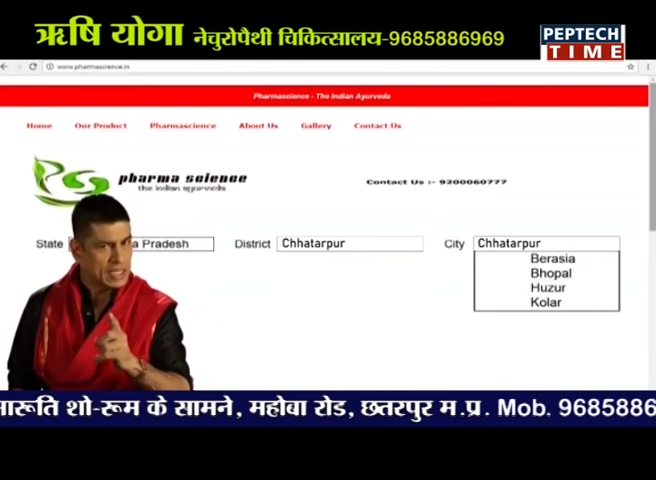 ऋषि योगा नेचुरोपैथी चिकित्सालय-9685886969
PEPTECH
TIME
www.pharmascience.in
Pharmascience - The Indian Ayurveda
Home Our Product Pharmascience About Us Gallery Contact Us
pharma science
the indian ayurveds
Contact Us :- 9200060777
State Pradesh District Chhatarpur City Chhatarpur
Berasia
Bhopal
Huzur
Kolar
मारूति शो-रूम के सामने, महोबा रोड, छतरपुर म.प्र. Mob. 9685886